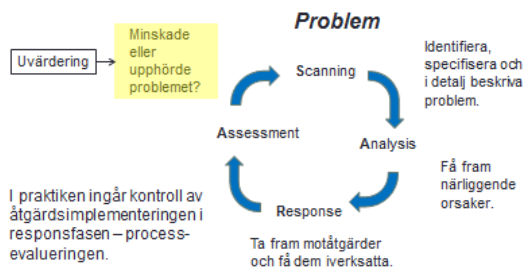 Problem
Minskade
eller
upphörde
problemet?
Uvärdering
Scanning
Identifiera,
specifisera och
i detalj beskriva
problem.
Assessment
Analysis
Få fram
närliggende
orsaker.
Response
Ta fram motåtgärder
och få dem iverksatta.
I praktiken ingår kontroll av
åtgärdsimplementeringen i
responsfasen – process-
evalueringen.